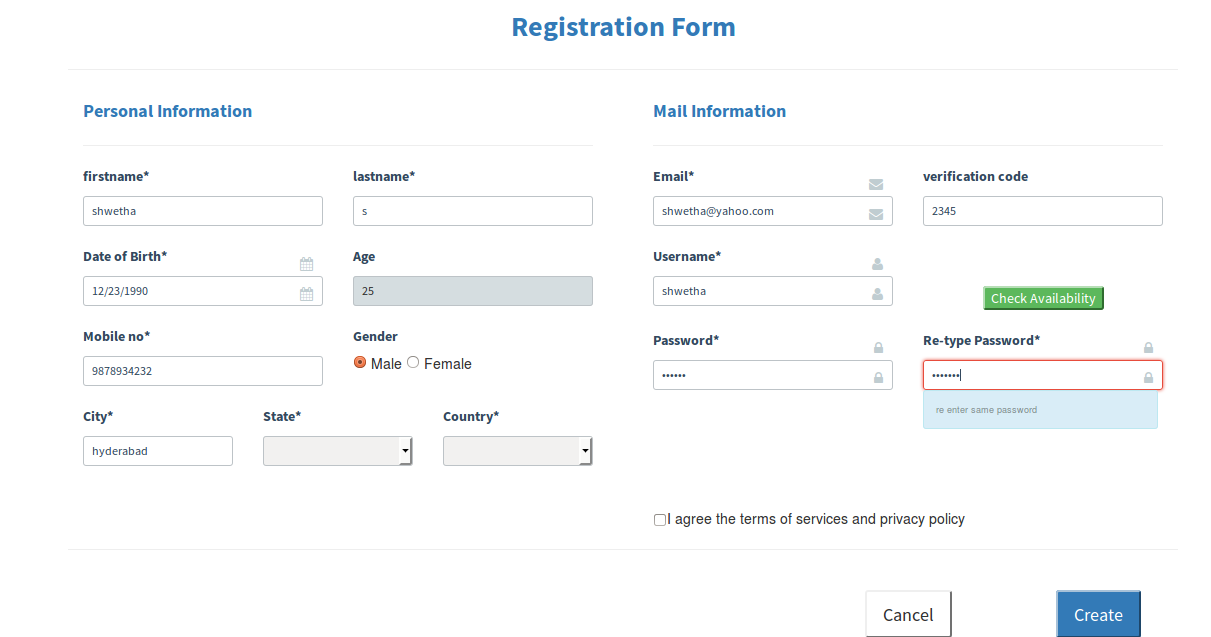 Registration Form
Personal Information
firstname*
lastname*
shwetha
s
Date of Birth*
Age
12/23/1990
25
Mobile no*
Gender
9878934232
Male
Female
City*
State*
Country*
hyderabad
Mail Information
Email*
verification code
shwetha@yahoo.com
2345
Username*
shwetha
Check Availability
Password*
Re-type Password*
••••••
•••••••
re enter same password
I agree the terms of services and privacy policy
Cancel
Create